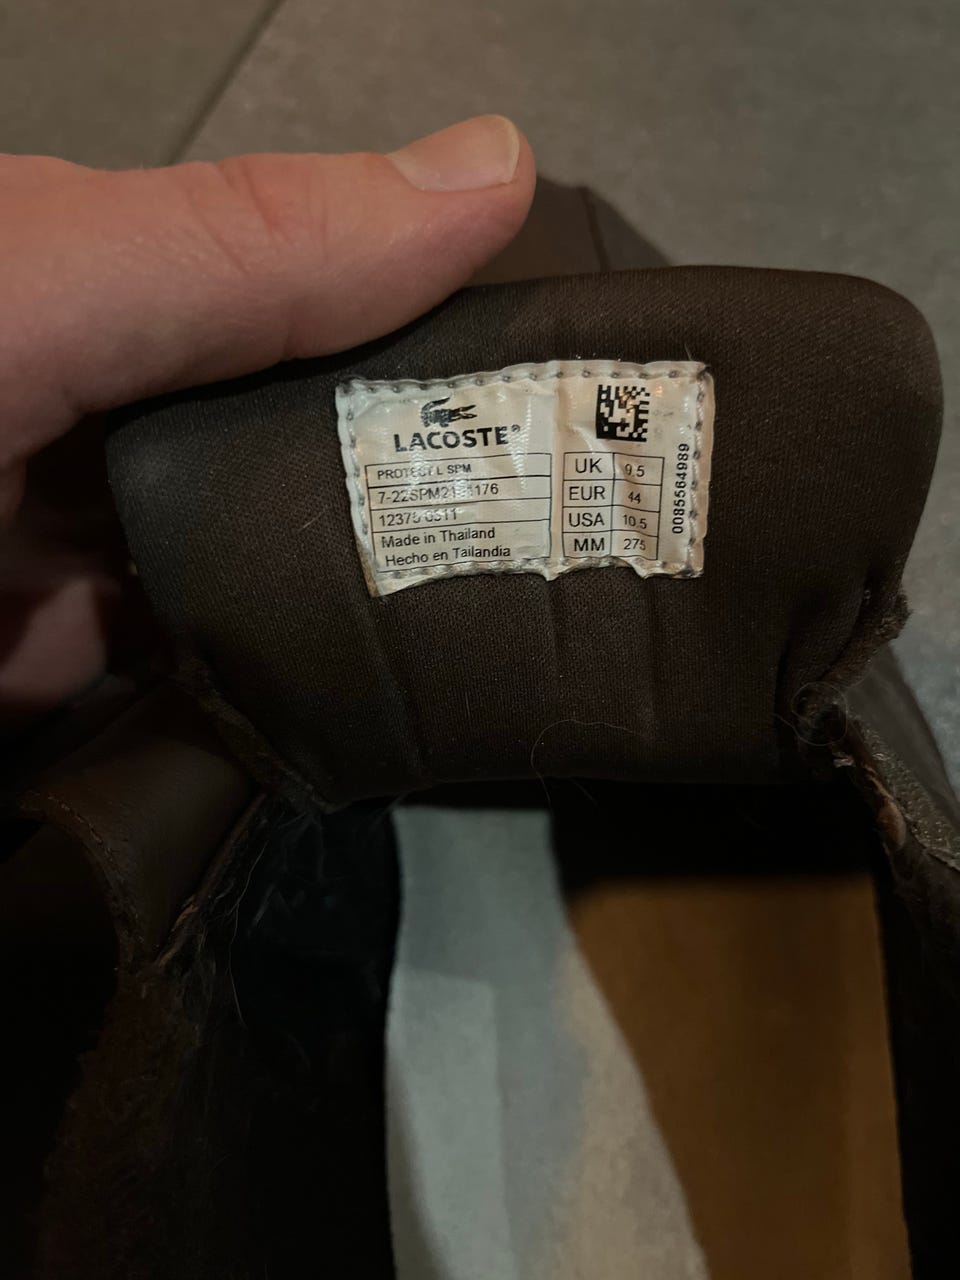 LACOSTE®
PROTECT L SPM
Made in Thailand
Hecho en Tailandia
UK 9.5
EUR 44
USA 10.5
MM 275
0085564989